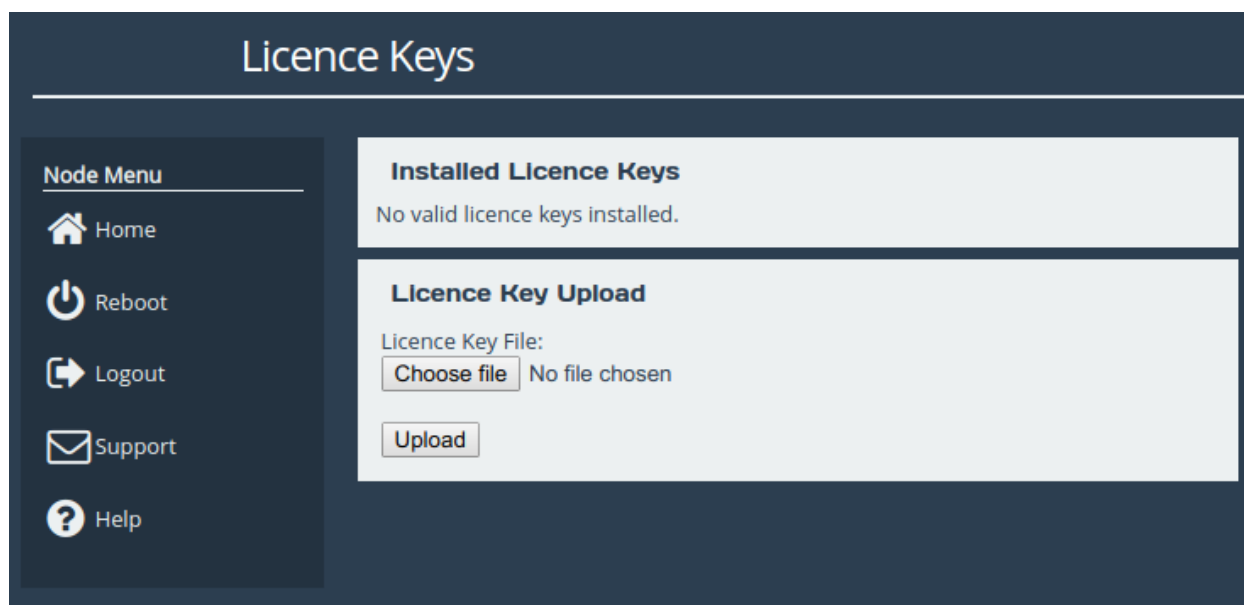 Licence Keys
Node Menu
Home
Reboot
Logout
Support
Help
Installed Licence Keys
No valid licence keys installed.
Licence Key Upload
Licence Key File:
Choose file No file chosen
Upload